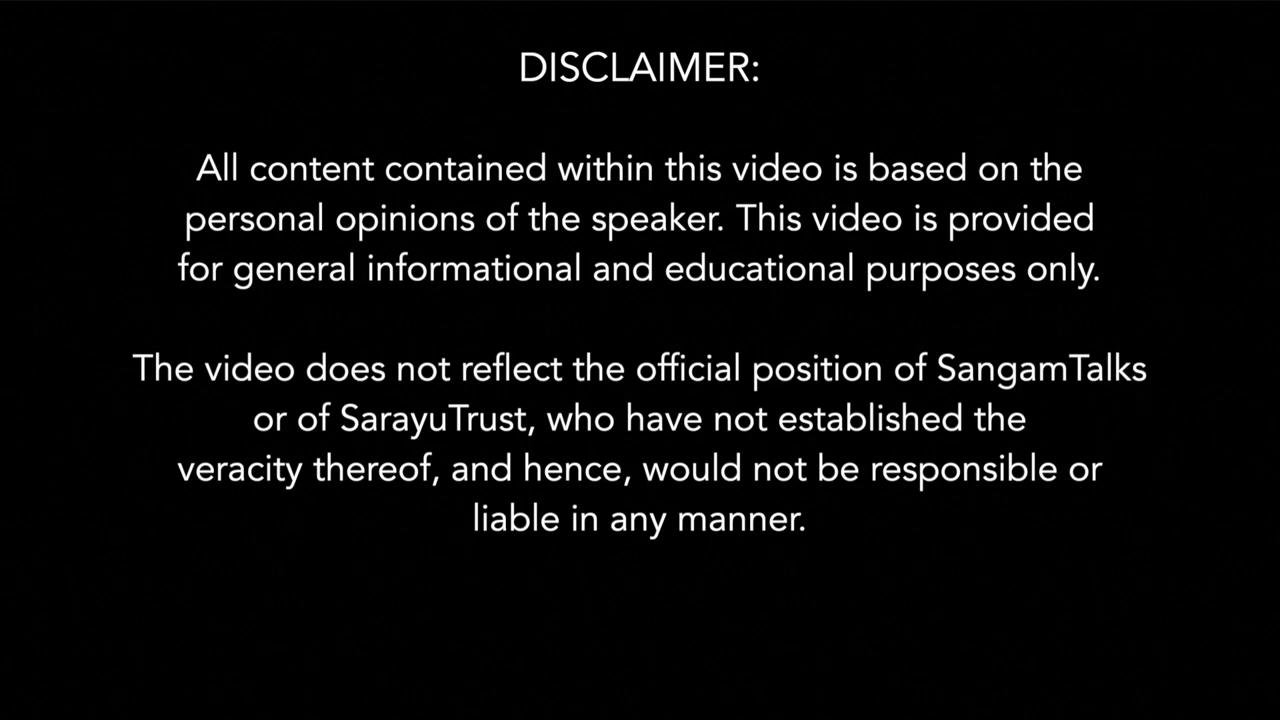 DISCLAIMER:
All content contained within this video is based on the
personal opinions of the speaker. This video is provided
for general informational and educational purposes only.
The video does not reflect the official position of SangamTalks
or of SarayuTrust, who have not established the
veracity thereof, and hence, would not be responsible or
liable in any manner.